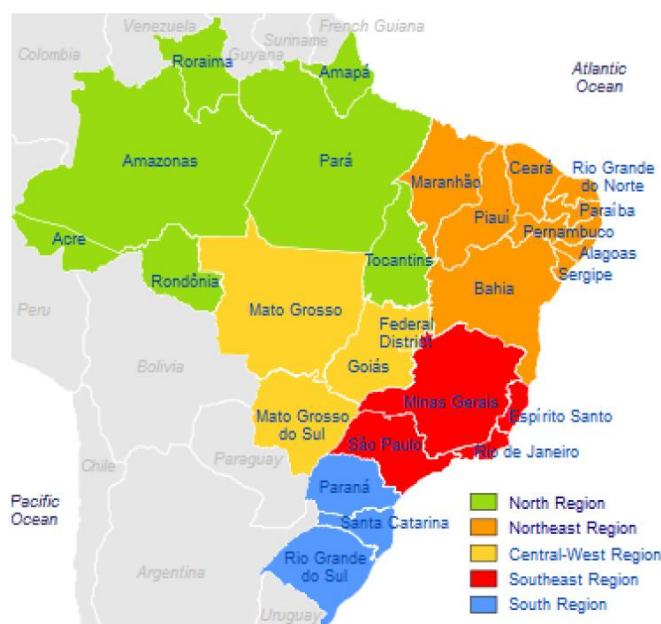 Venezuela
French Guiana
Suriname
Colombia
Guyana
Roraima
Amapá
Atlantic
Ocean
Amazonas
Pará
Maranhão
Ceará
Rio Grande
do Norte
Piauí
Paraíba
Pernambuco
Acre
Alagoas
Tocantins
Sergipe
Rondônia
Bahia
Peru
Mato Grosso
Federal
District
Bolivia
Goiás
Minas Gerais
Espírito Santo
Mato Grosso
do Sul
São Paulo
Rio de Janeiro
Paraguay
Chile
Paraná
Pacific
Ocean
Santa Catarina
Rio Grande
do Sul
Argentina
Uruguay
North Region
Northeast Region
Central-West Region
Southeast Region
South Region